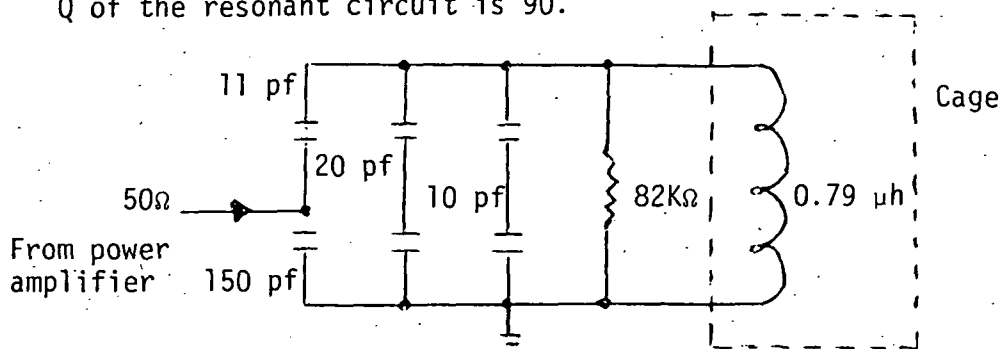 Q of the resonant circuit is 90.
11 pf
Cage
20 pf
50Ω
10 pf
82KΩ
0.79 μh
From power
amplifier
150 pf